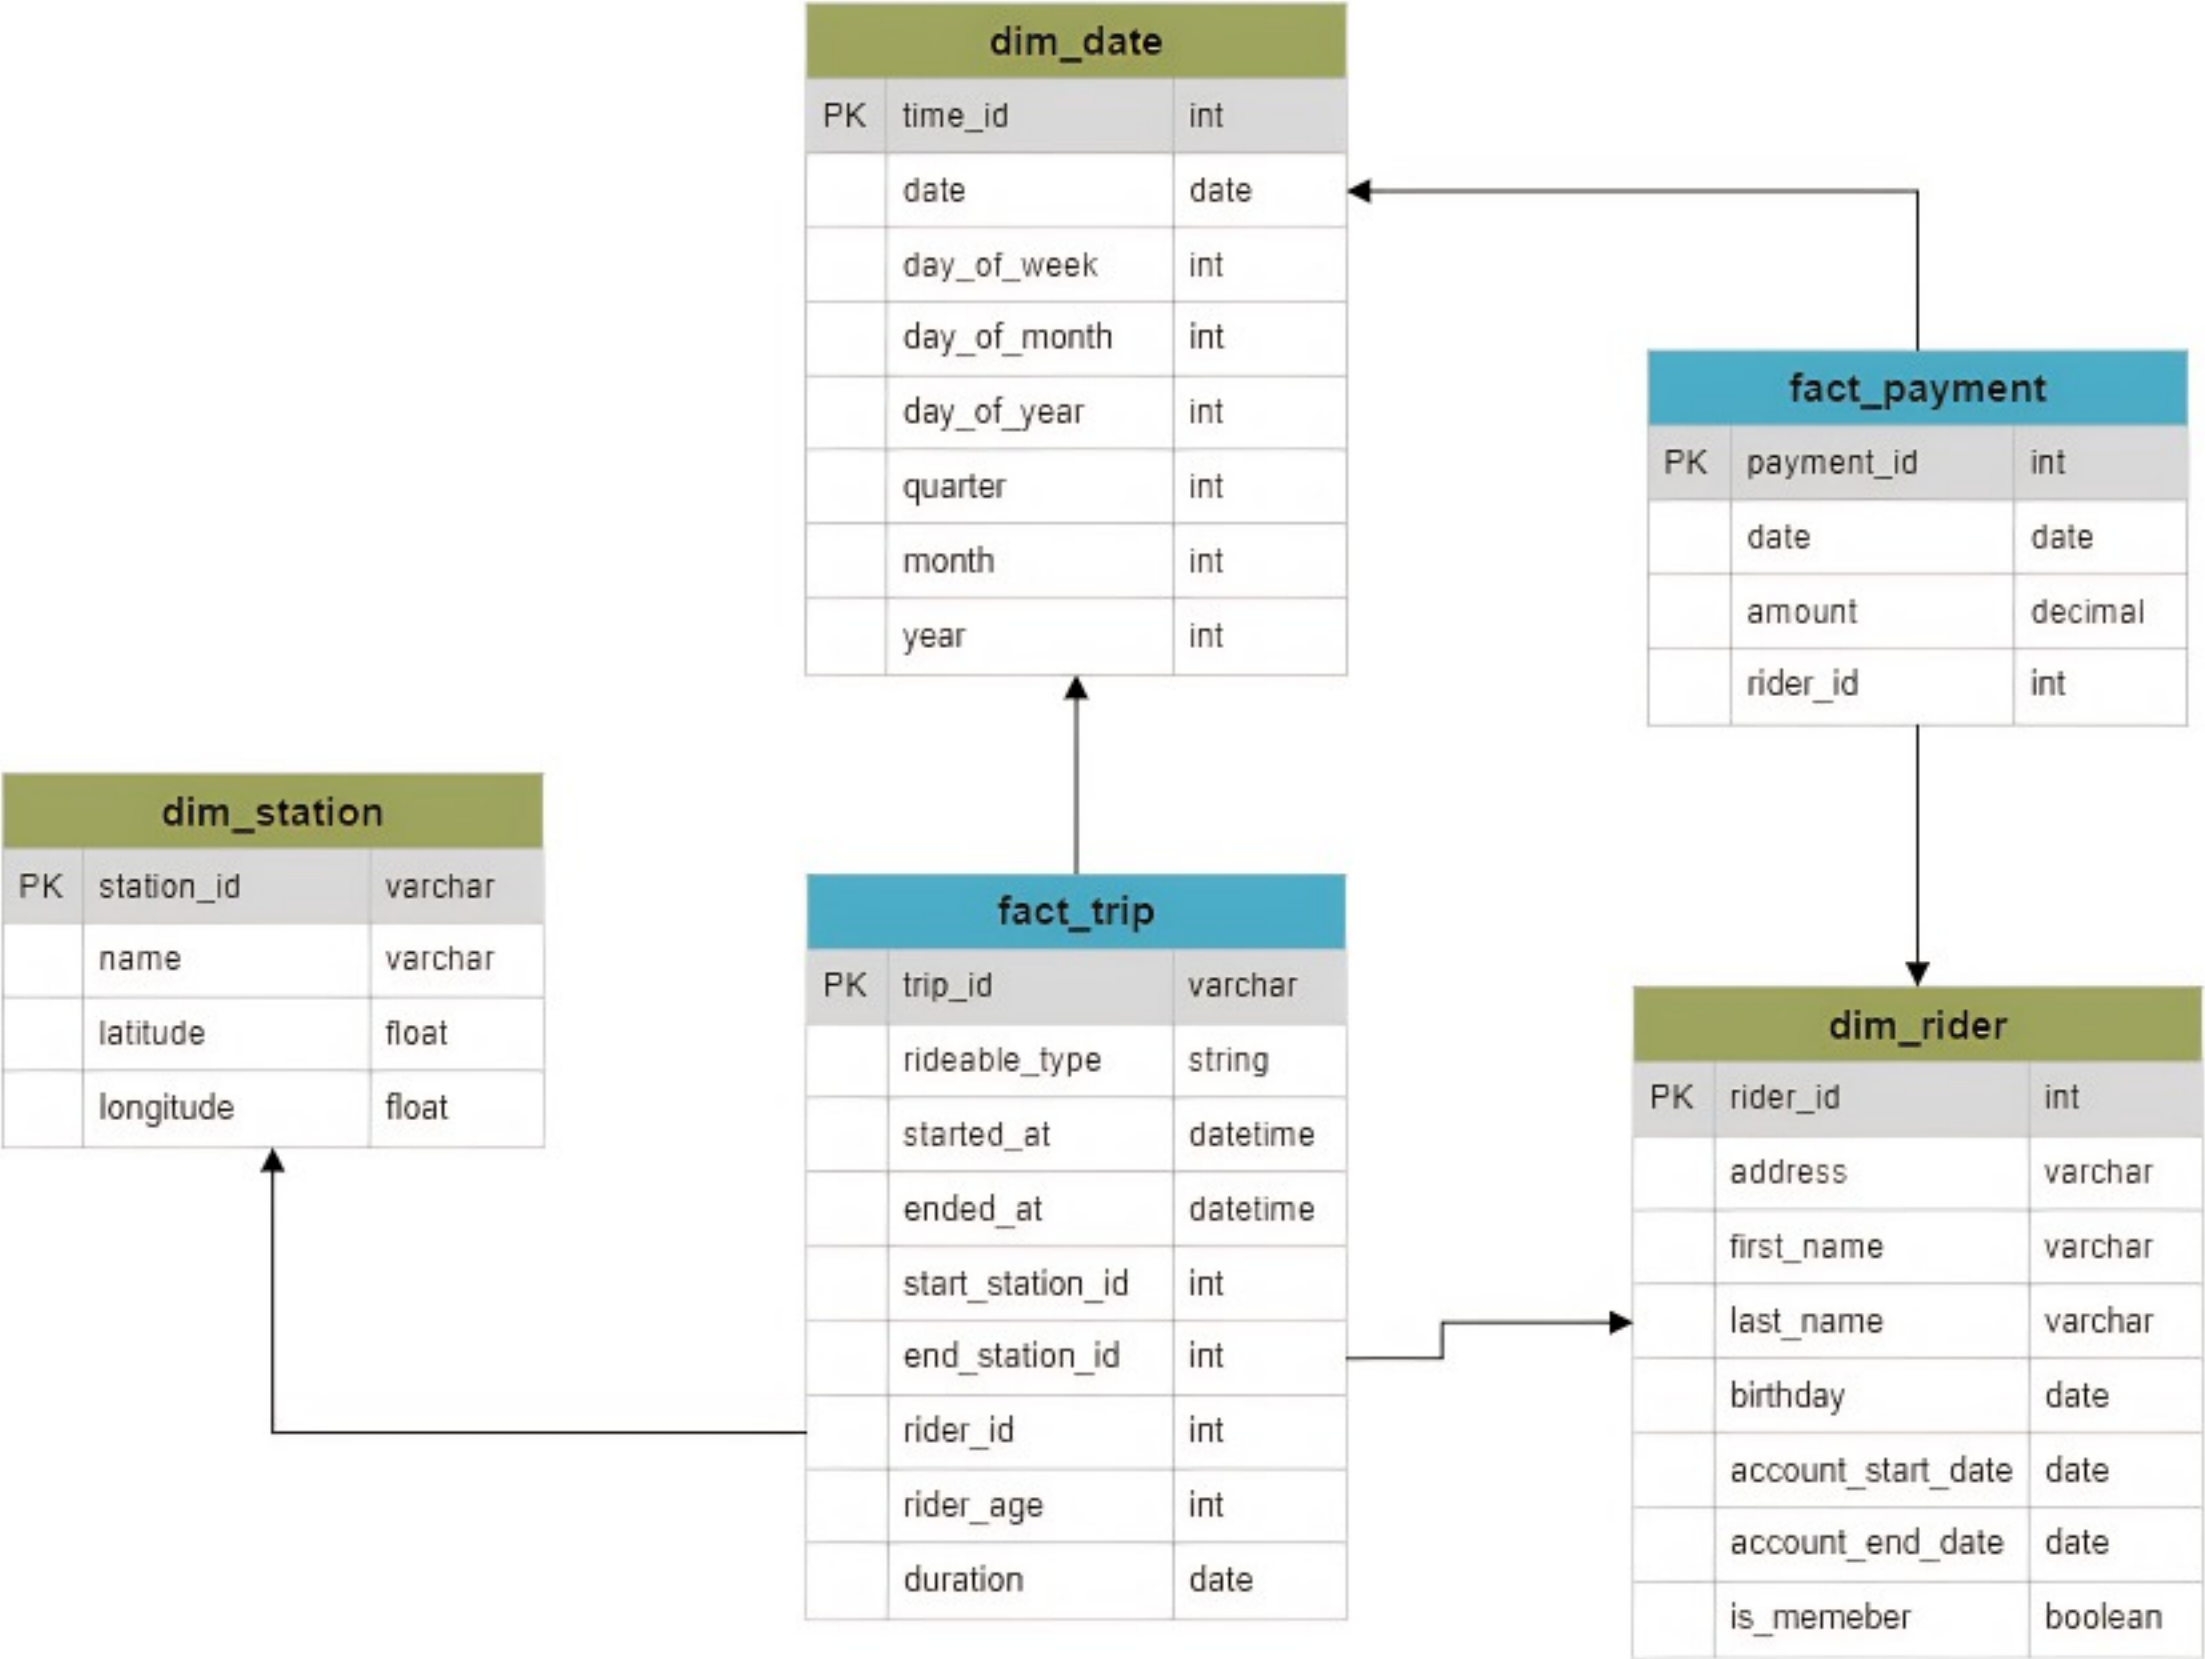 dim_date
PK time_id int
date date
day_of_week int
day_of_month int
day_of_year int
quarter int
month int
year int
fact_payment
PK payment_id int
date date
amount decimal
rider_id int
dim_station
PK station_id varchar
name varchar
latitude float
longitude float
fact_trip
PK trip_id varchar
rideable_type string
started_at datetime
ended_at datetime
start_station_id int
end_station_id int
rider_id int
rider_age int
duration date
dim_rider
PK rider_id int
address varchar
first_name varchar
last_name varchar
birthday date
account_start_date date
account_end_date date
is_memeber boolean